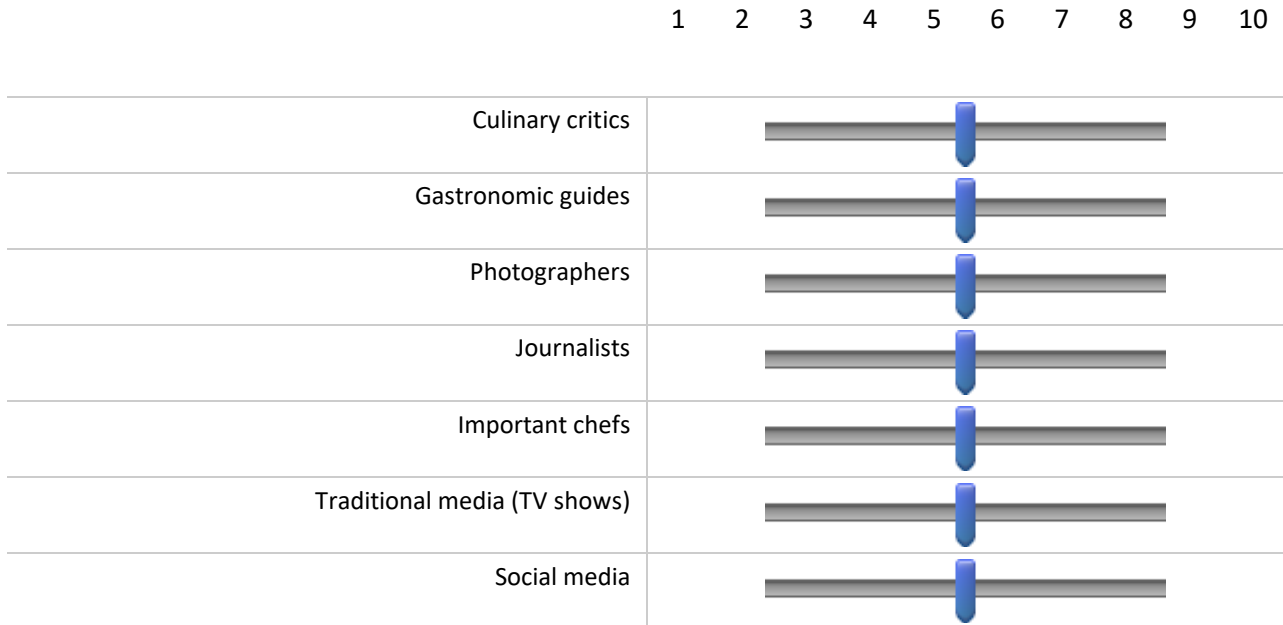 1 2 3 4 5 6 7 8 9 10
Culinary critics
Gastronomic guides
Photographers
Journalists
Important chefs
Traditional media (TV shows)
Social media